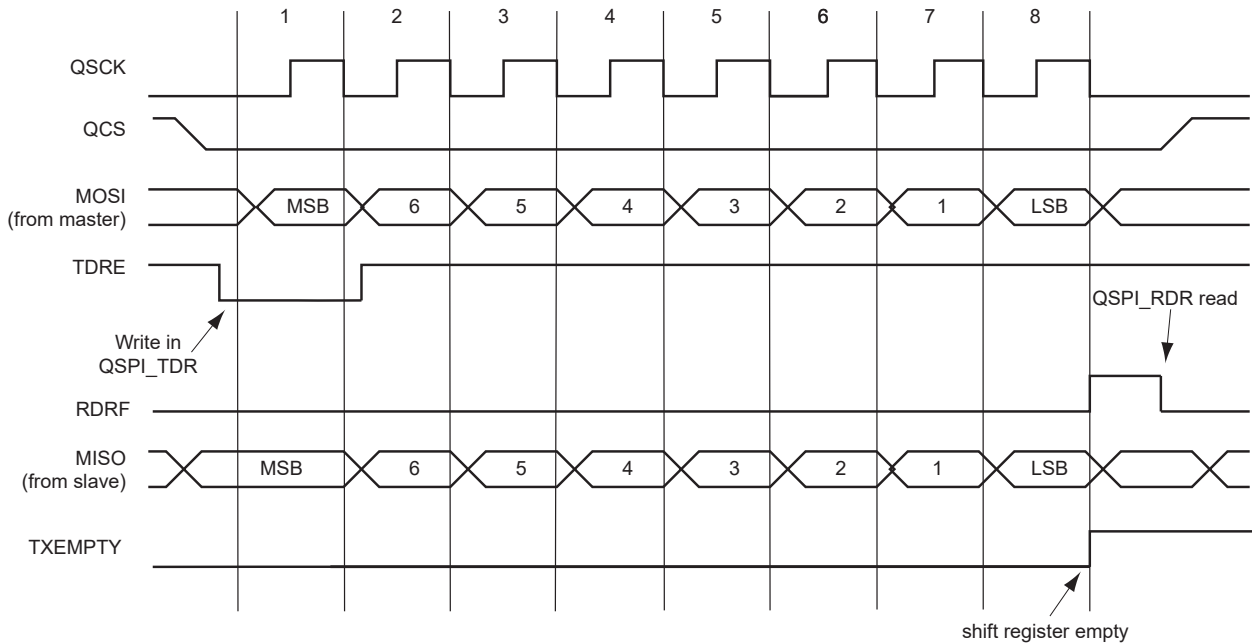 1 2 3 4 5 6 7 8
QSCK
QCS
MOSI
(from master)
MSB 6 5 4 3 2 1 LSB
TDRE
QSPI_RDR read
Write in
QSPI_TDR
RDRF
MISO
(from slave)
MSB 6 5 4 3 2 1 LSB
TXEMPTY
shift register empty